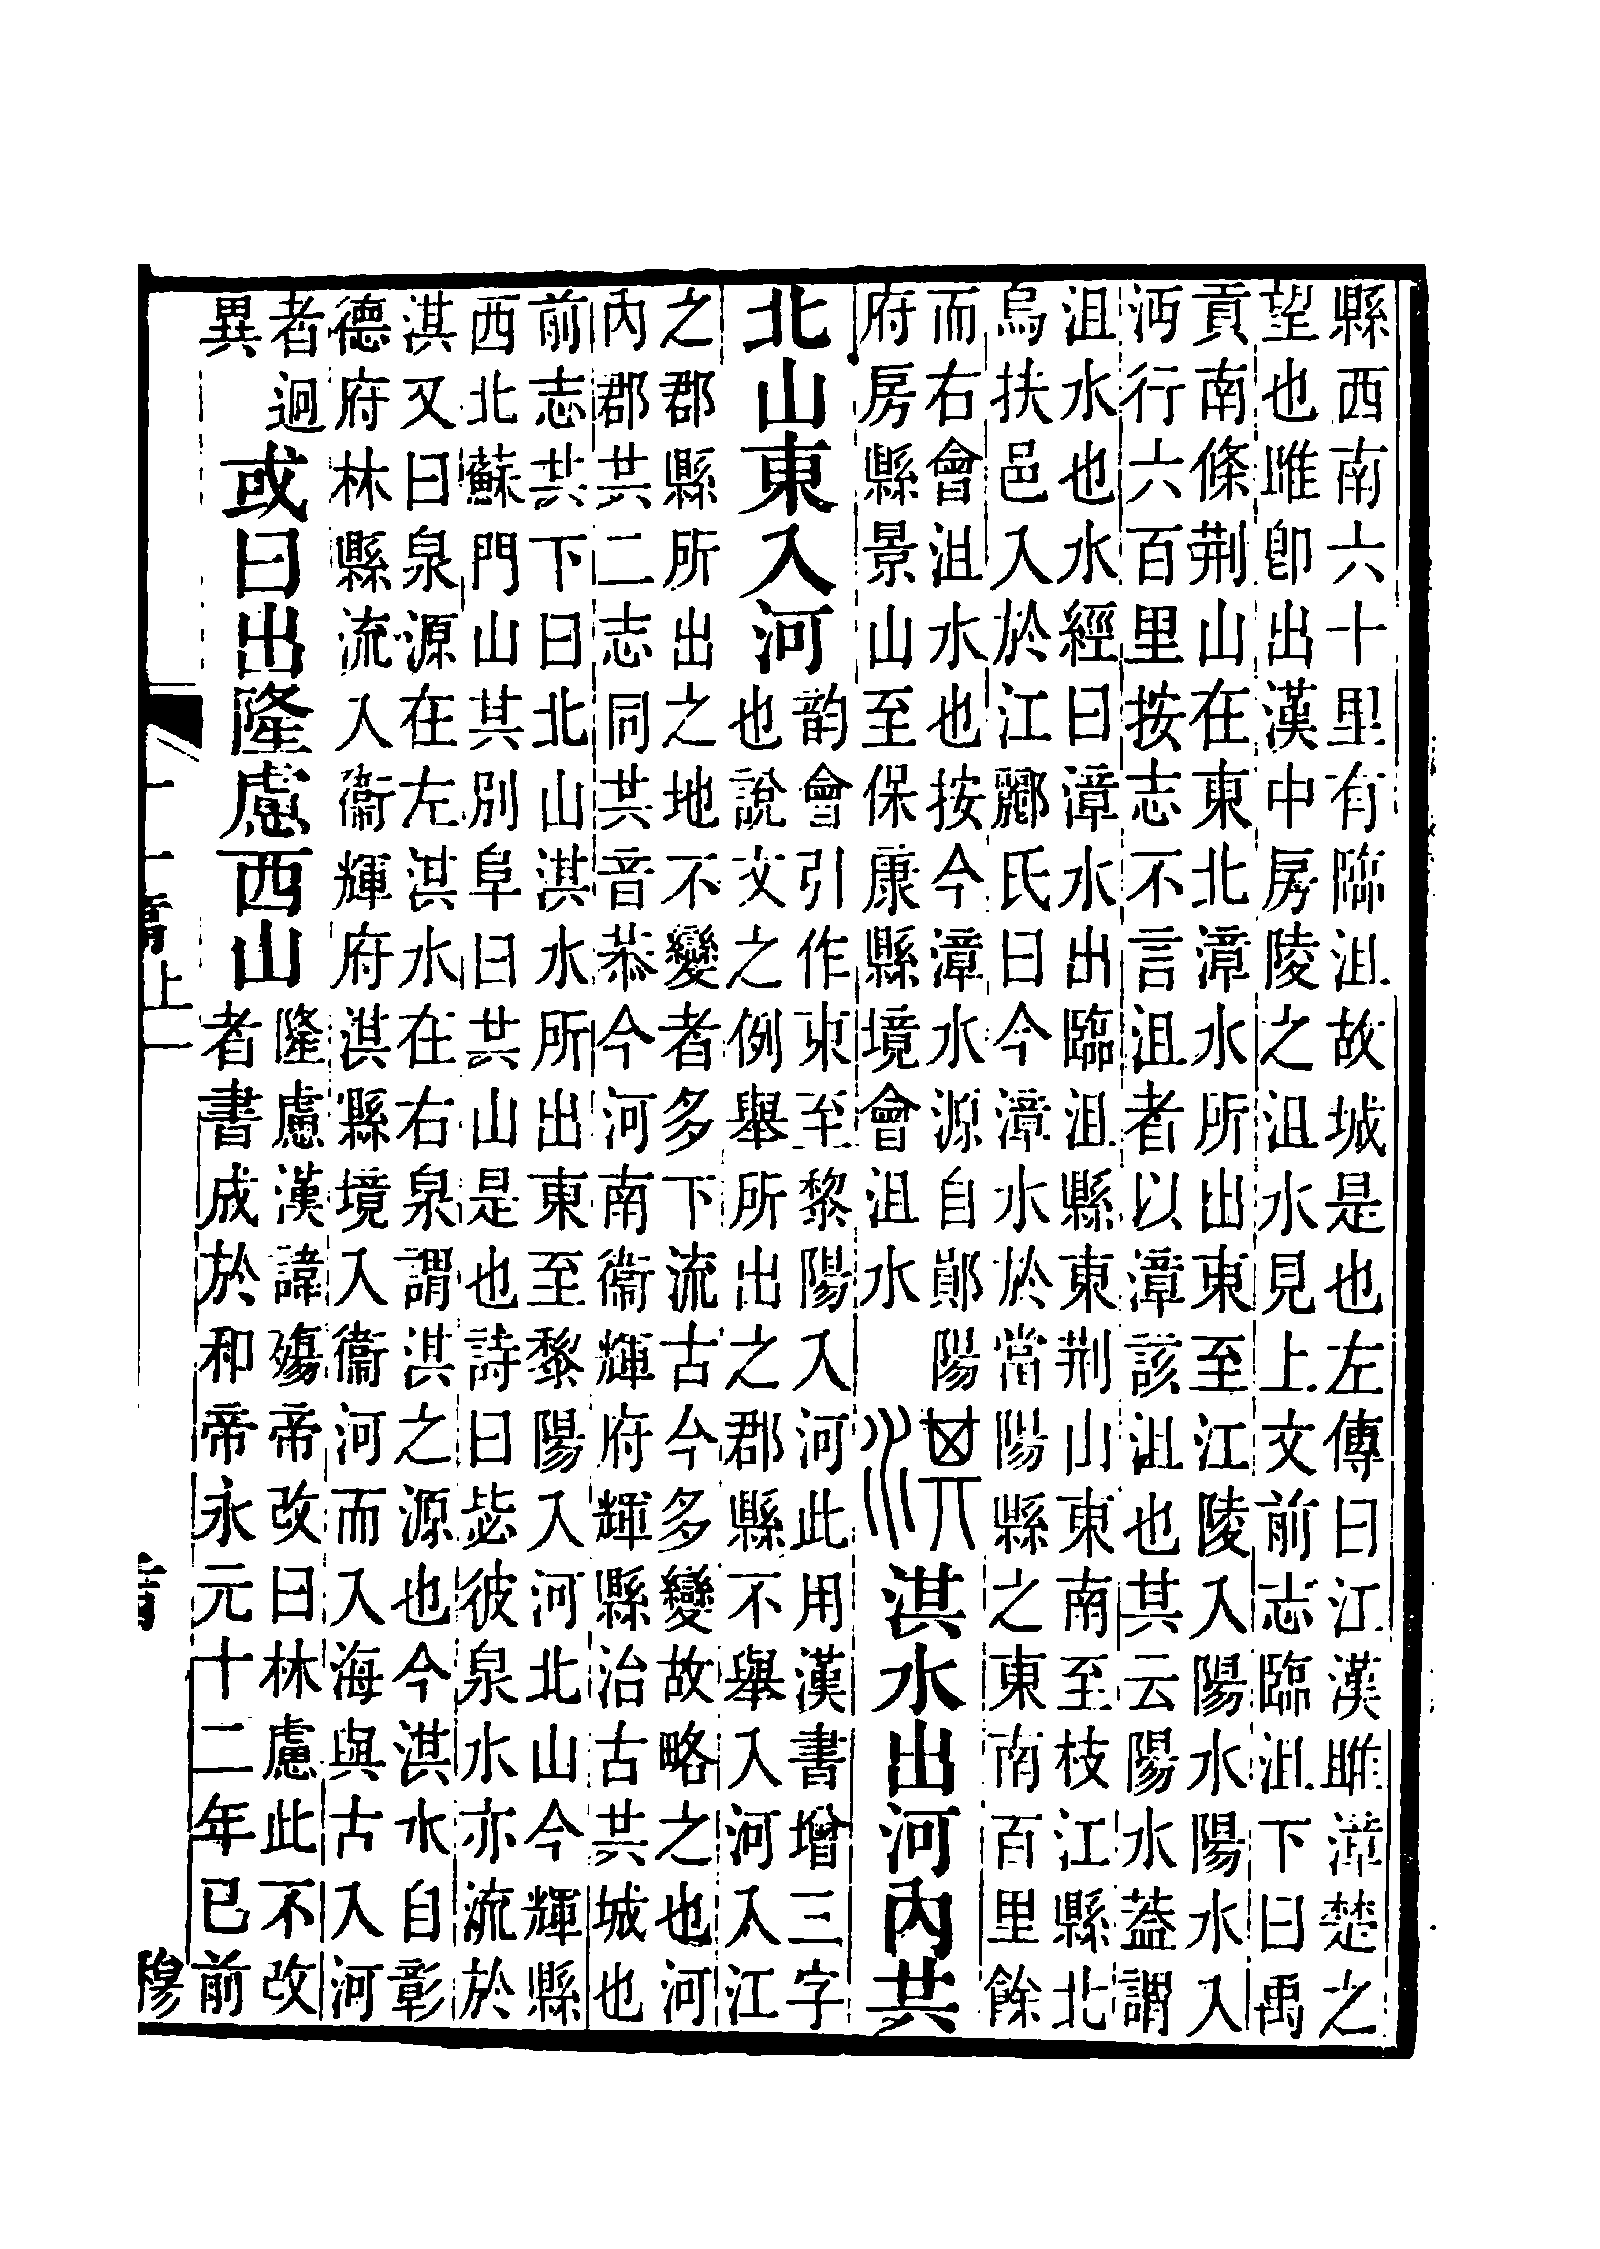 縣西南六十里有臨沮故城是也左傳曰江漢雎漳楚之
望也雎卽出漢中房陵之沮水見上文前志臨沮下曰禹
貢南條荆山在東北漳水所出東至江陵入陽水陽水入
沔行六百里按志不言沮者以漳該沮也其云陽水蓋謂
沮水也水經曰漳水出臨沮縣東荆山東南至枝江縣北
烏扶邑入於江酈氏曰今漳水於當陽縣之東南百里餘
而右會沮水也按今漳水源自鄖陽
府房縣景山至保康縣境會沮水
淇
淇水出河內共
北山東入河
韵會引作東至黎陽入河此用漢書增三字
也說文之例舉所出之郡縣不舉入河入江
之郡縣所出之地不變者多下流古今多變故略之也河
內郡共二志同共音恭今河南衞輝府輝縣治古共城也
前志共下曰北山淇水所出東至黎陽入河北山今輝縣
西北蘇門山其別阜曰共山是也詩曰毖彼泉水亦流於
淇又曰泉源在左淇水在右泉謂淇之源也今淇水自彰
德府林縣流入衞輝府淇縣境入衞河而入海與古入河
者迥
異
或曰出隆慮西山
隆慮漢諱殤帝改曰林慮此不改
者書成於和帝永元十二年已前